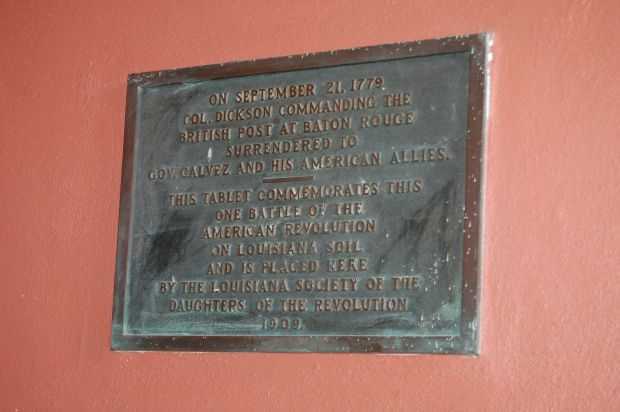 ON SEPTEMBER 21, 1779,
COL. DICKSON COMMANDING THE
BRITISH POST AT BATON ROUGE
SURRENDERED TO
GOV. GALVEZ AND HIS AMERICAN ALLIES.
THIS TABLET COMMEMORATES THIS
ONE BATTLE OF THE
AMERICAN REVOLUTION
ON LOUISIANA SOIL
AND IS PLACED HERE
BY THE LOUISIANA SOCIETY OF THE
DAUGHTERS OF THE REVOLUTION
1909.